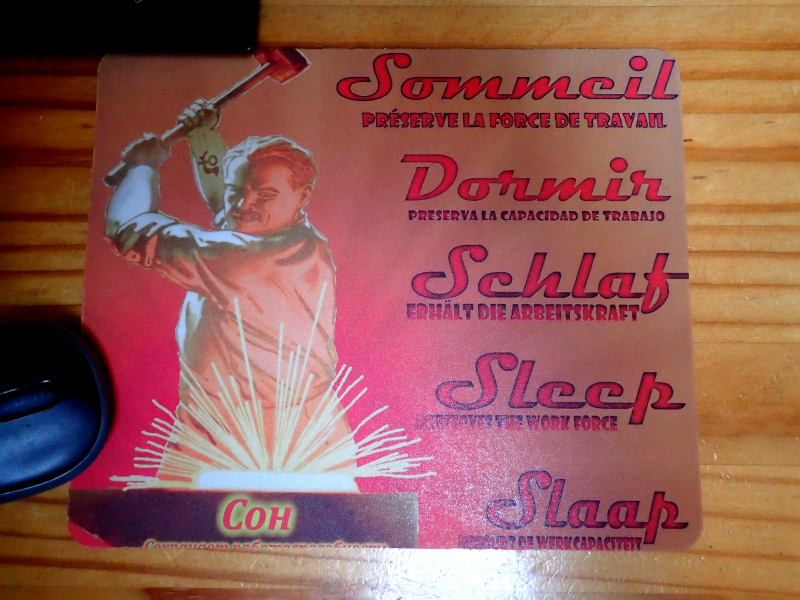 Sommeil
PRÉSERVE LA FORCE DE TRAVAIL
Dormir
PRESERVA LA CAPACIDAD DE TRABAJO
Schlaf
ERHÄLT DIE ARBEITSKRAFT
Sleep
PRESERVES THE WORK FORCE
Slaap
DE WERKCAPACITEIT
Сон